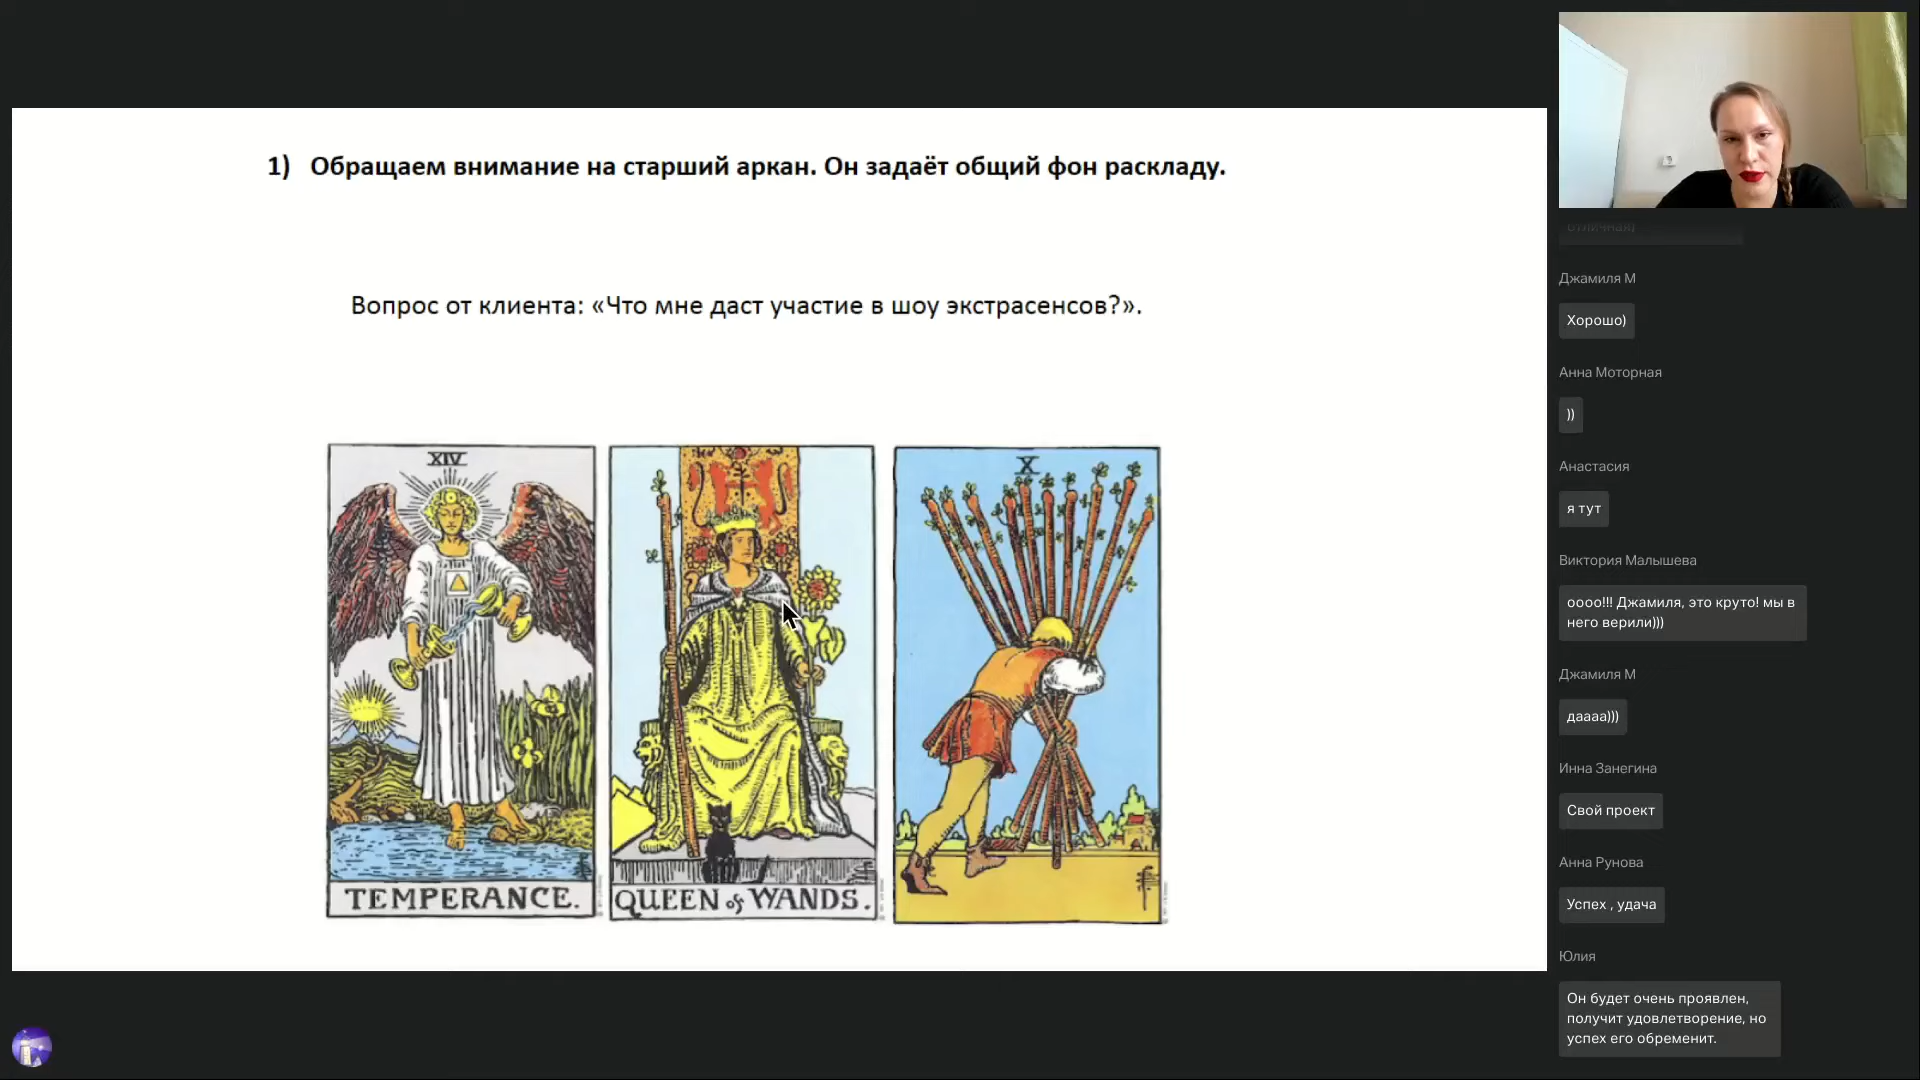 1) Обращаем внимание на старший аркан. Он задаёт общий фон раскладу.
Вопрос от клиента: «Что мне даст участие в шоу экстрасенсов?».
XIV
TEMPERANCE.
QUEEN of WANDS.
X
Джамиля М
Хорошо)
Анна Моторная
))
Анастасия
я тут
Виктория Малышева
оооо!!! Джамиля, это круто! мы в
него верили)))
Джамиля М
даааа)))
Инна Занегина
Свой проект
Анна Рунова
Успех , удача
Юлия
Он будет очень проявлен,
получит удовлетворение, но
успех его обременит.